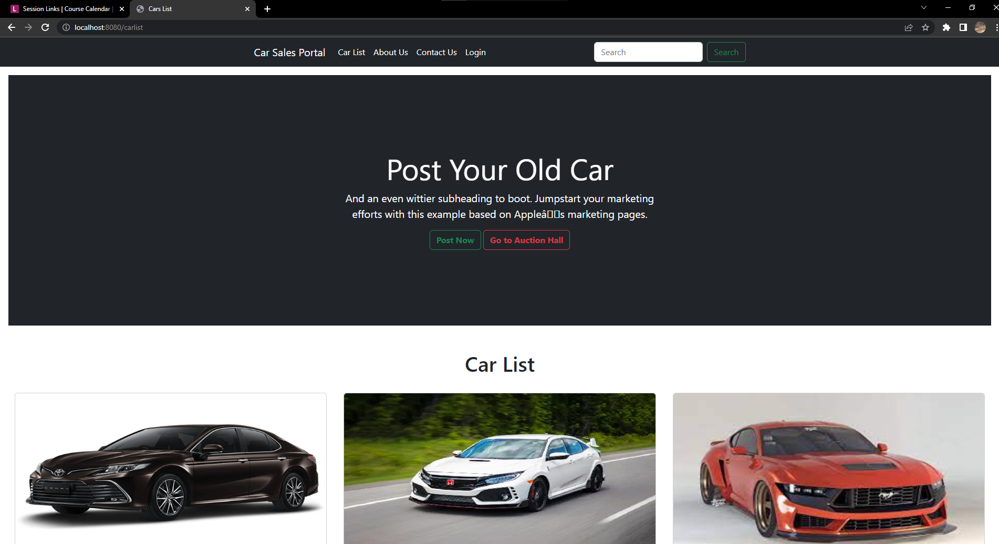 L Session Links | Course Calendar |
Cars List
localhost:8080/carlist
Car Sales Portal Car List About Us Contact Us Login Search Search
Post Your Old Car
And an even wittier subheading to boot. Jumpstart your marketing
efforts with this example based on Appleâ��s marketing pages.
Post Now Go to Auction Hall
Car List
CAMRY